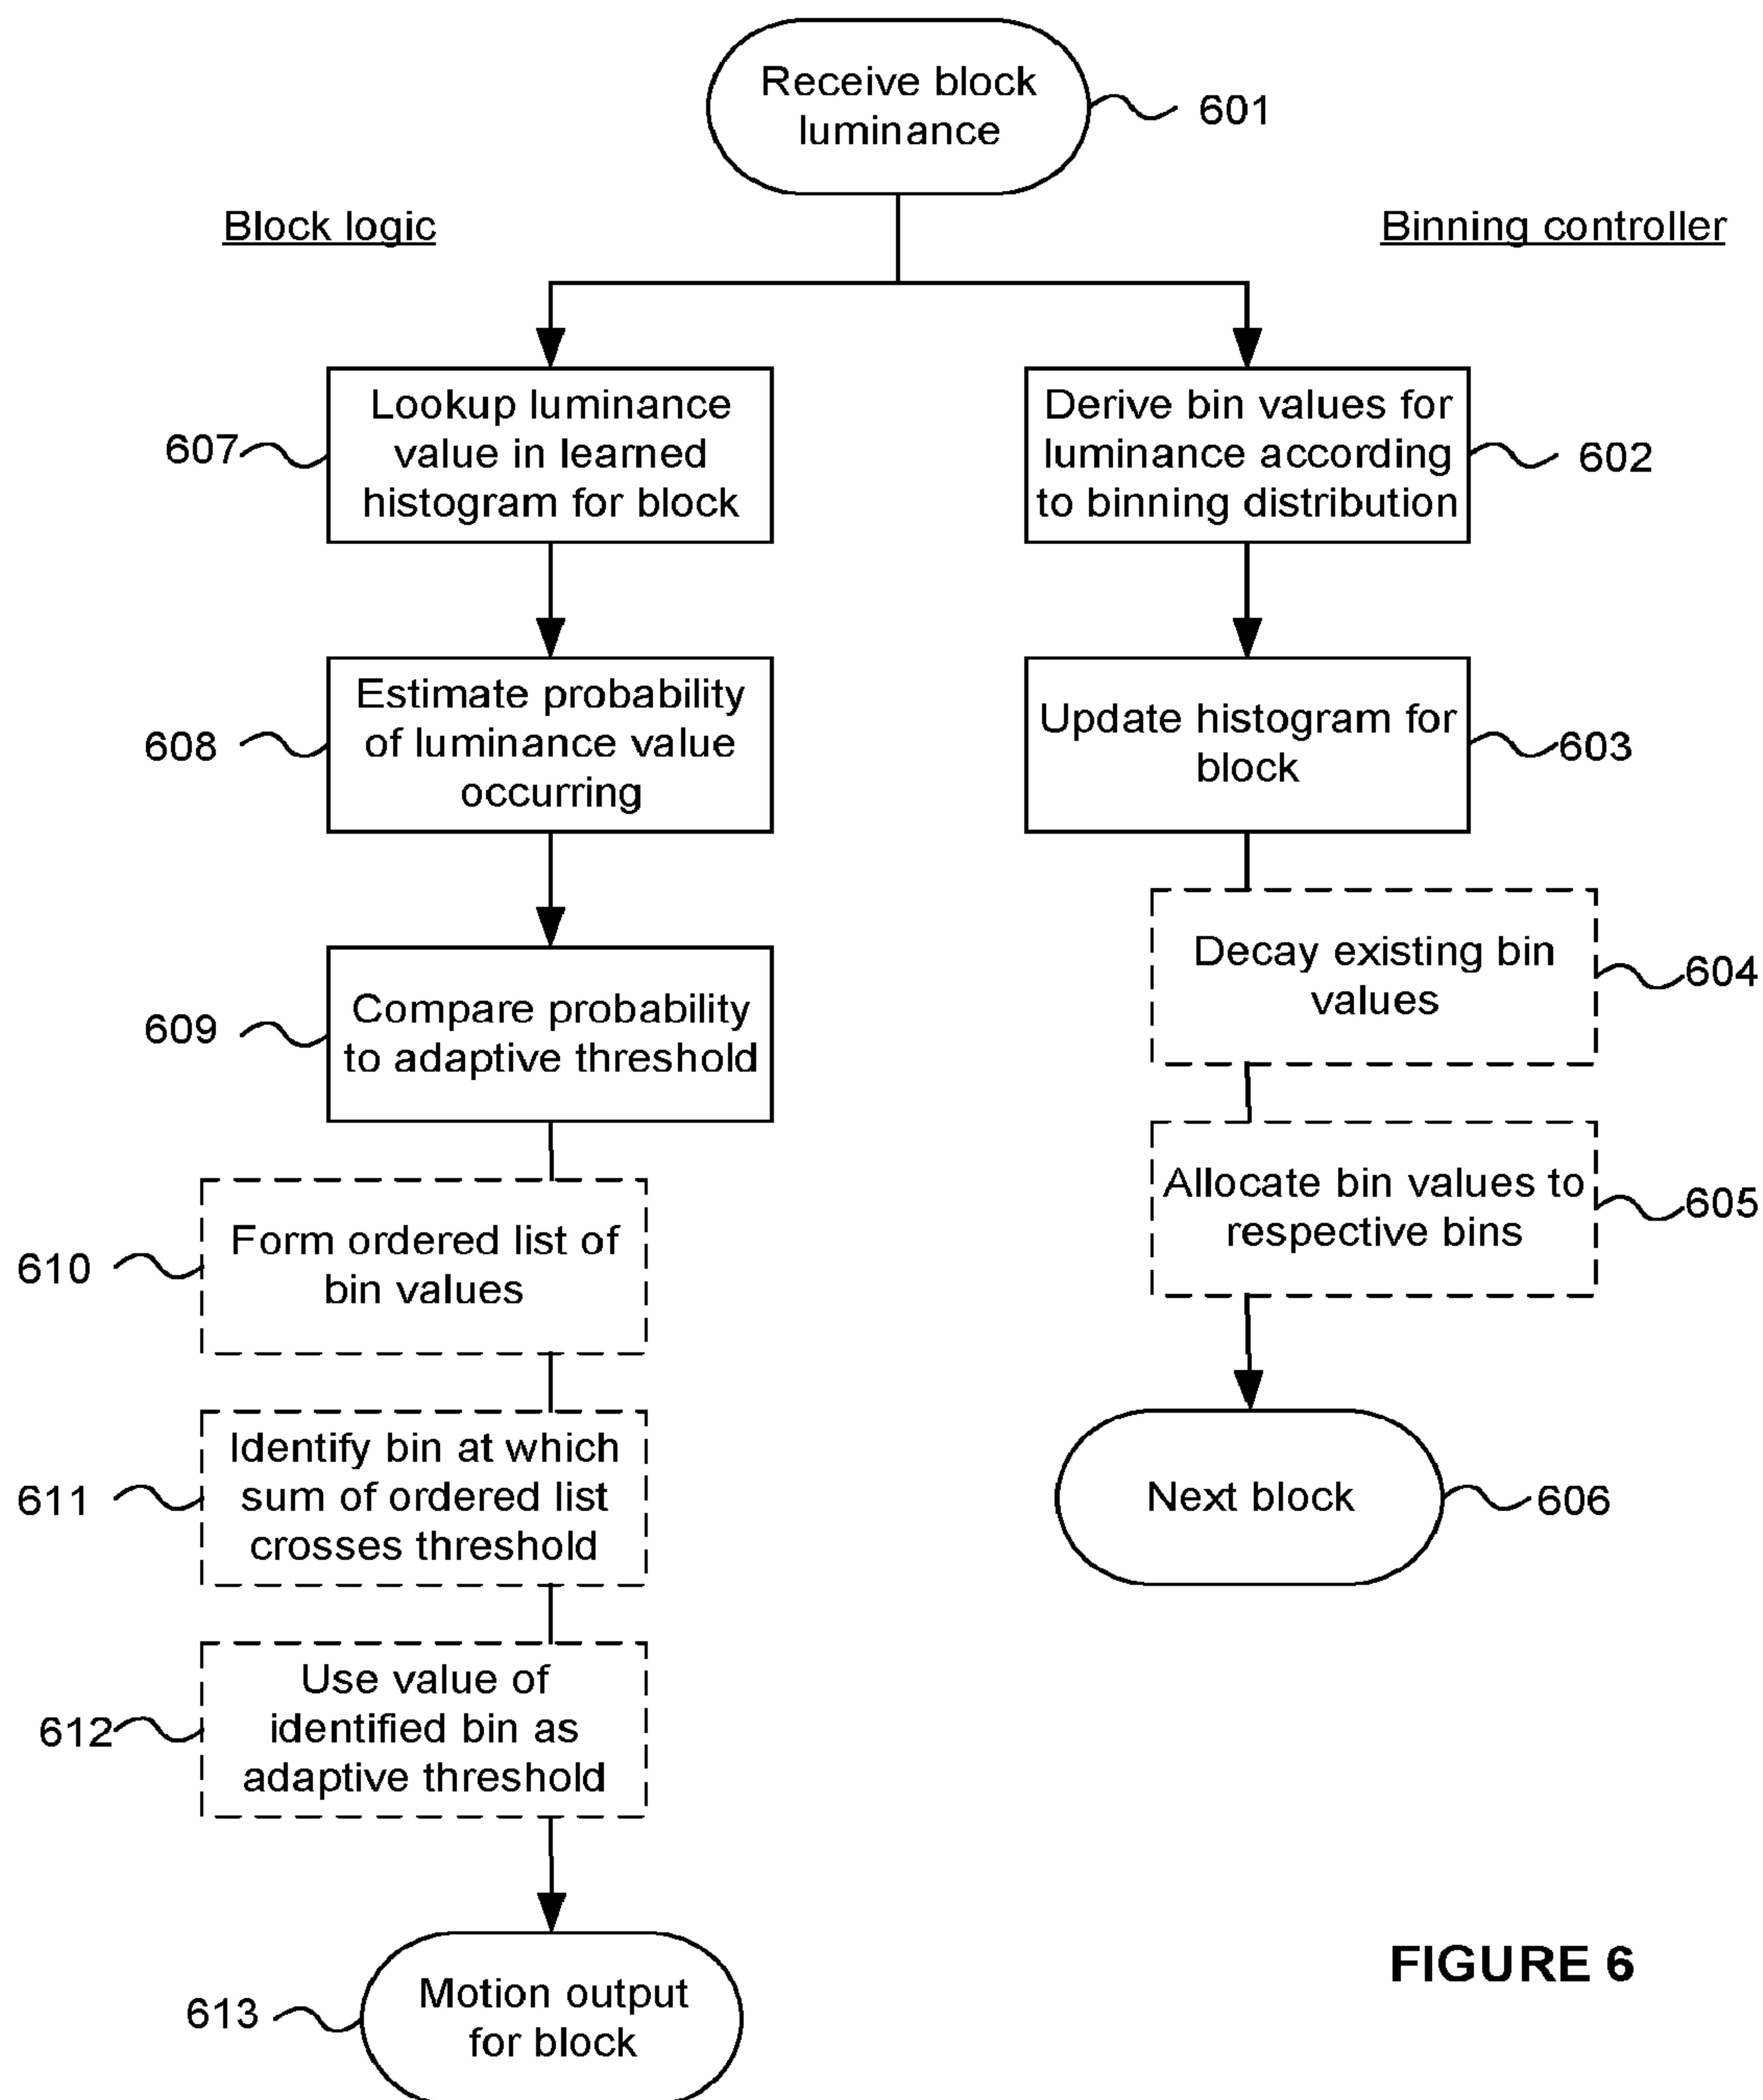 Receive block
luminance
601
Block logic
Binning controller
Lookup luminance
value in learned
histogram for block
607
Derive bin values for
luminance according
to binning distribution
602
Estimate probability
of luminance value
occurring
608
Update histogram for
block
603
Compare probability
to adaptive threshold
609
Decay existing bin
values
604
Form ordered list of
bin values
610
Allocate bin values to
respective bins
605
Identify bin at which
sum of ordered list
crosses threshold
611
Next block
606
Use value of
identified bin as
adaptive threshold
612
Motion output
for block
613
FIGURE 6